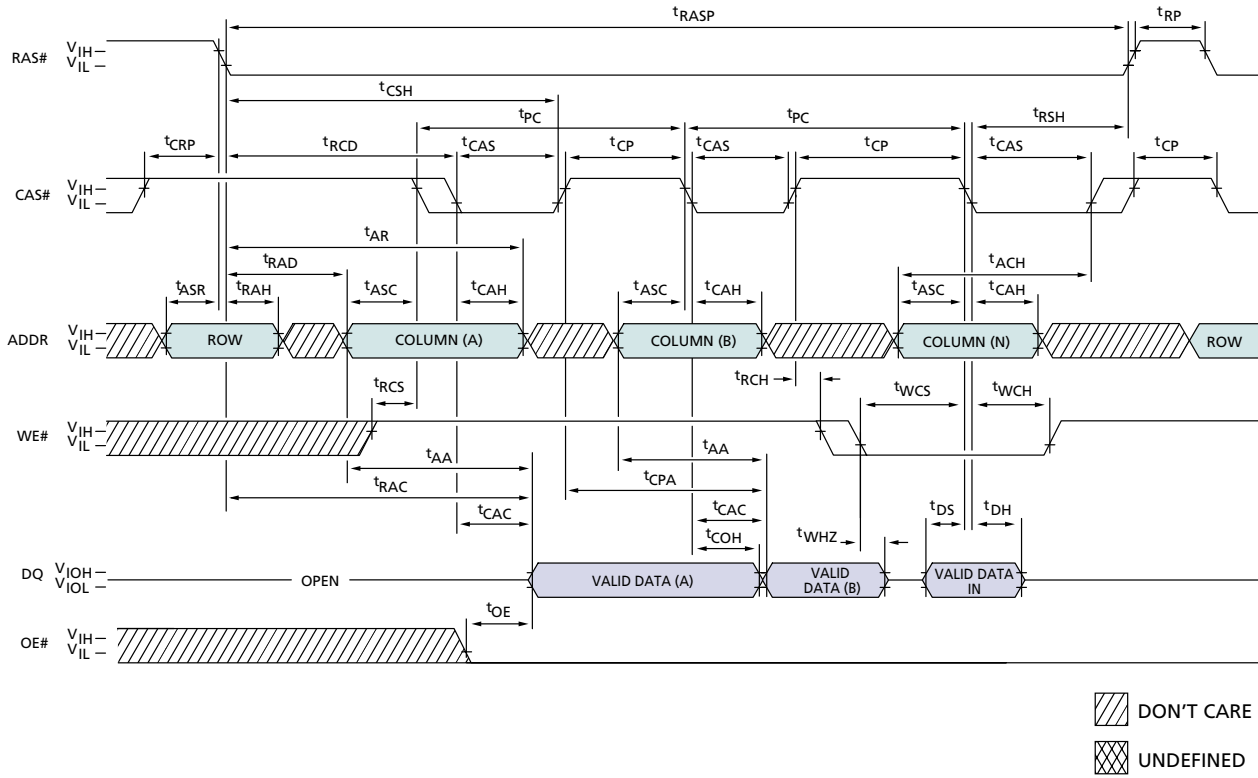 tRASP tRP
RAS# VIH VIL
tCSH
tPC tPC tRSH
tCRP tRCD tCAS tCP tCAS tCP tCAS tCP
CAS# VIH VIL
tAR
tRAD tACH
tASR tRAH tASC tCAH tASC tCAH tASC tCAH
ADDR VIH VIL ROW COLUMN (A) COLUMN (B) COLUMN (N) ROW
tRCS tRCH tWCS tWCH
WE# VIH VIL
tAA tAA
tRAC tCPA
tCAC tCAC tDS tDH
tCOH tWHZ
DQ VIOH VIOL OPEN VALID DATA (A) VALID DATA (B) VALID DATA IN
tOE
OE# VIH VIL
DON'T CARE
UNDEFINED